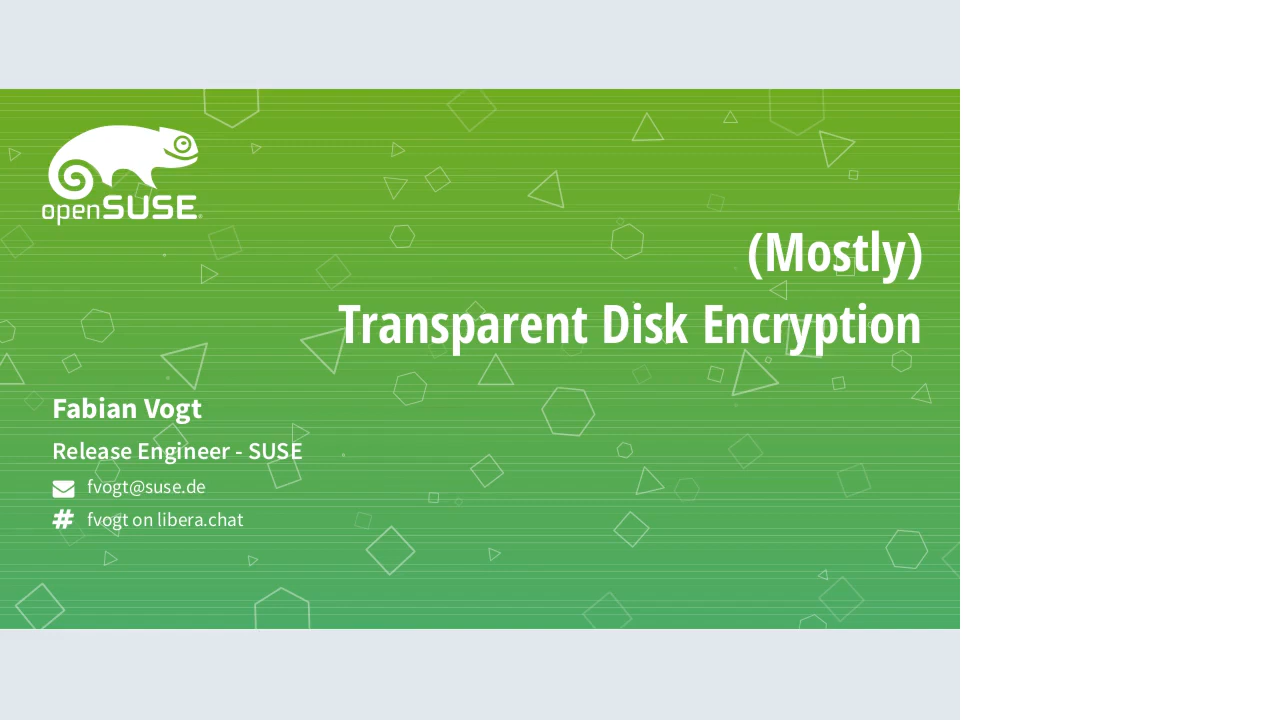 openSUSE
(Mostly)
Transparent Disk Encryption
Fabian Vogt
Release Engineer - SUSE
fvogt@suse.de
# fvogt on libera.chat